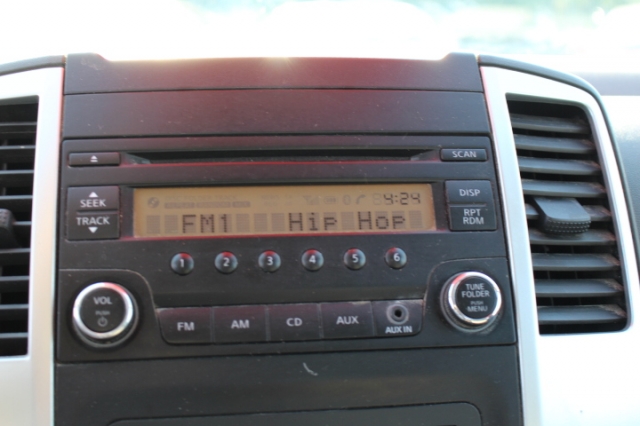 SCAN
SEEK
TRACK
4:24
FM1 Hip Hop
DISP
RPT
RDM
1 2 3 4 5 6
VOL
PUSH
FM AM CD AUX
AUX IN
TUNE
FOLDER
PUSH
MENU